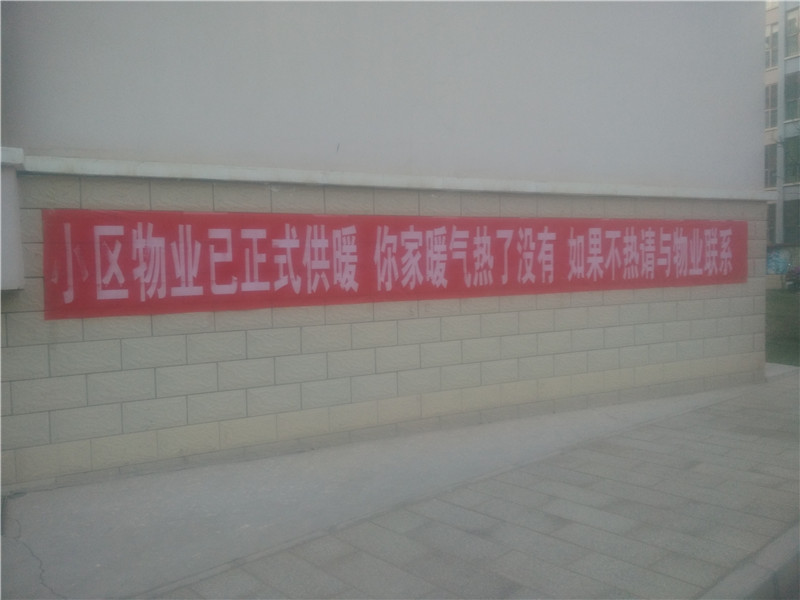 小区物业已正式供暖 你家暖气热了没有 如果不热请与物业联系